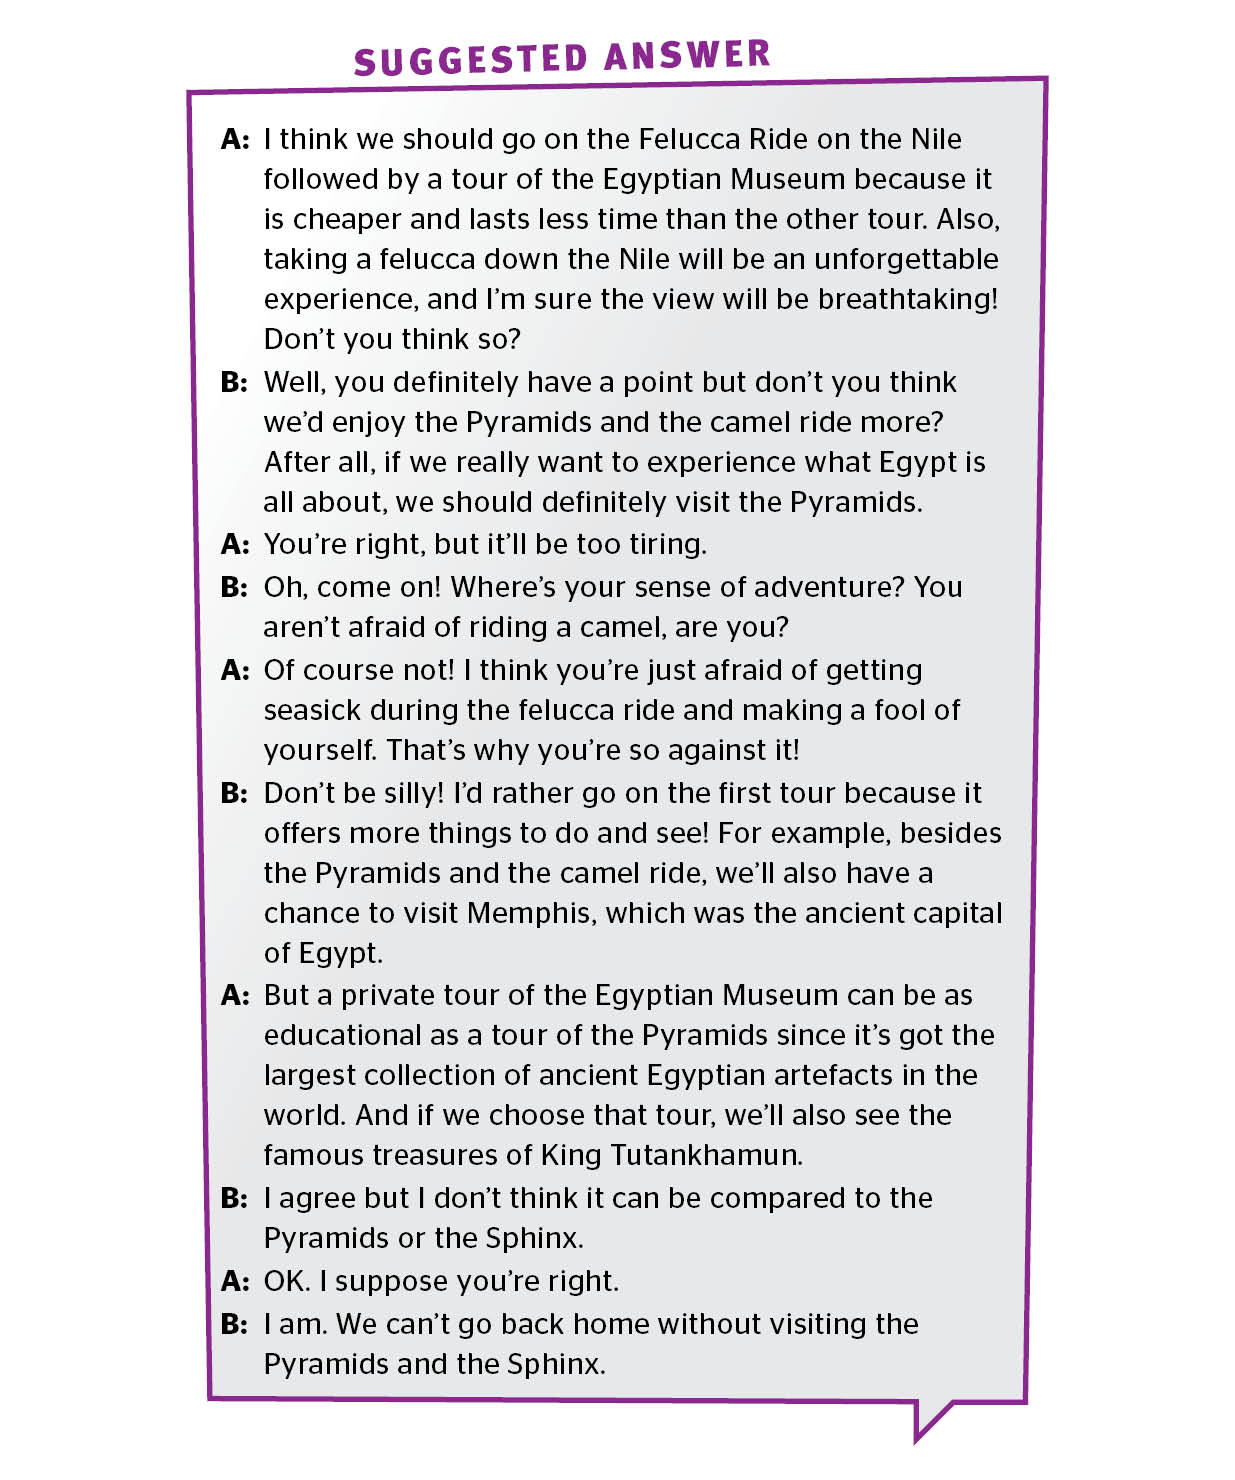 SUGGESTED ANSWER
A: I think we should go on the Felucca Ride on the Nile
followed by a tour of the Egyptian Museum because it
is cheaper and lasts less time than the other tour. Also,
taking a felucca down the Nile will be an unforgettable
experience, and I’m sure the view will be breathtaking!
Don’t you think so?
B: Well, you definitely have a point but don’t you think
we’d enjoy the Pyramids and the camel ride more?
After all, if we really want to experience what Egypt is
all about, we should definitely visit the Pyramids.
A: You’re right, but it’ll be too tiring.
B: Oh, come on! Where’s your sense of adventure? You
aren’t afraid of riding a camel, are you?
A: Of course not! I think you’re just afraid of getting
seasick during the felucca ride and making a fool of
yourself. That’s why you’re so against it!
B: Don’t be silly! I’d rather go on the first tour because it
offers more things to do and see! For example, besides
the Pyramids and the camel ride, we’ll also have a
chance to visit Memphis, which was the ancient capital
of Egypt.
A: But a private tour of the Egyptian Museum can be as
educational as a tour of the Pyramids since it’s got the
largest collection of ancient Egyptian artefacts in the
world. And if we choose that tour, we’ll also see the
famous treasures of King Tutankhamun.
B: I agree but I don’t think it can be compared to the
Pyramids or the Sphinx.
A: OK. I suppose you’re right.
B: I am. We can’t go back home without visiting the
Pyramids and the Sphinx.